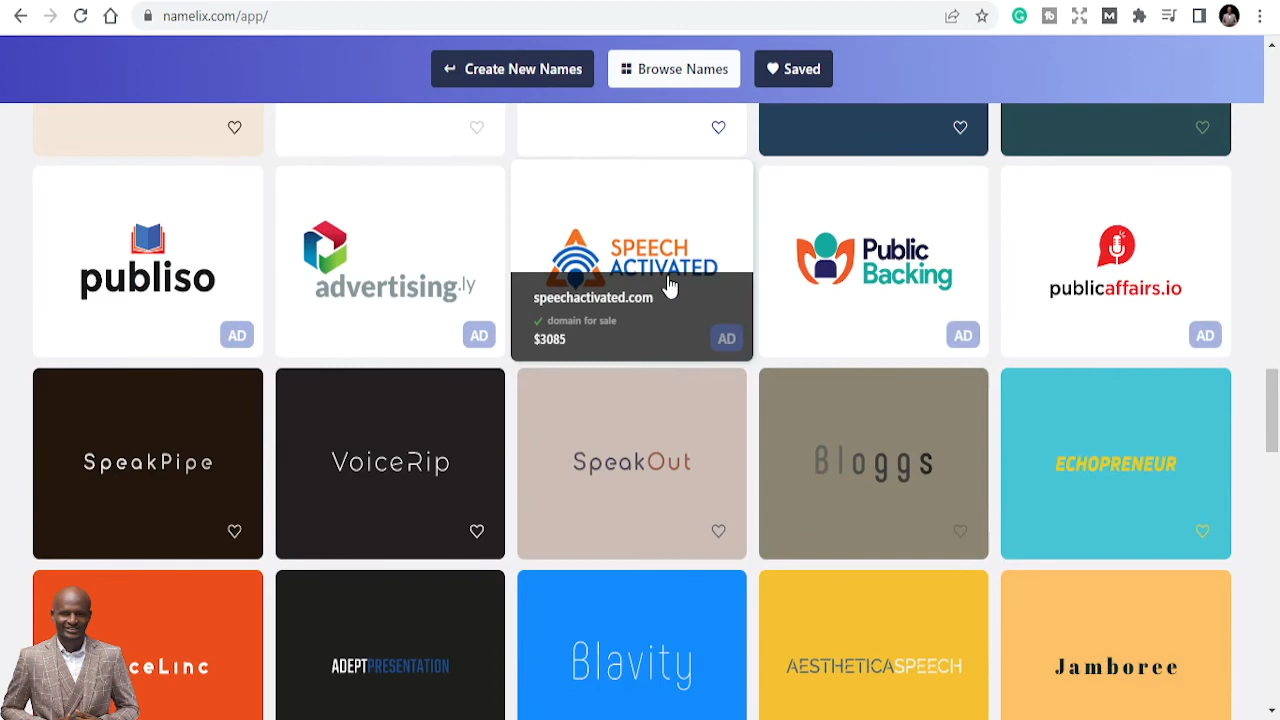 namelix.com/app/
Create New Names
Browse Names
Saved
publiso
AD
advertising.ly
AD
SPEECH
ACTIVATED
speechactivated.com
domain for sale
$3085
AD
Public
Backing
AD
publicaffairs.io
AD
SpeakPipe
VoiceRip
SpeakOut
Bloggs
ECHOPRENEUR
ceLinc
ADEPTPRESENTATION
Blavity
AESTHETICASPEECH
Jamboree